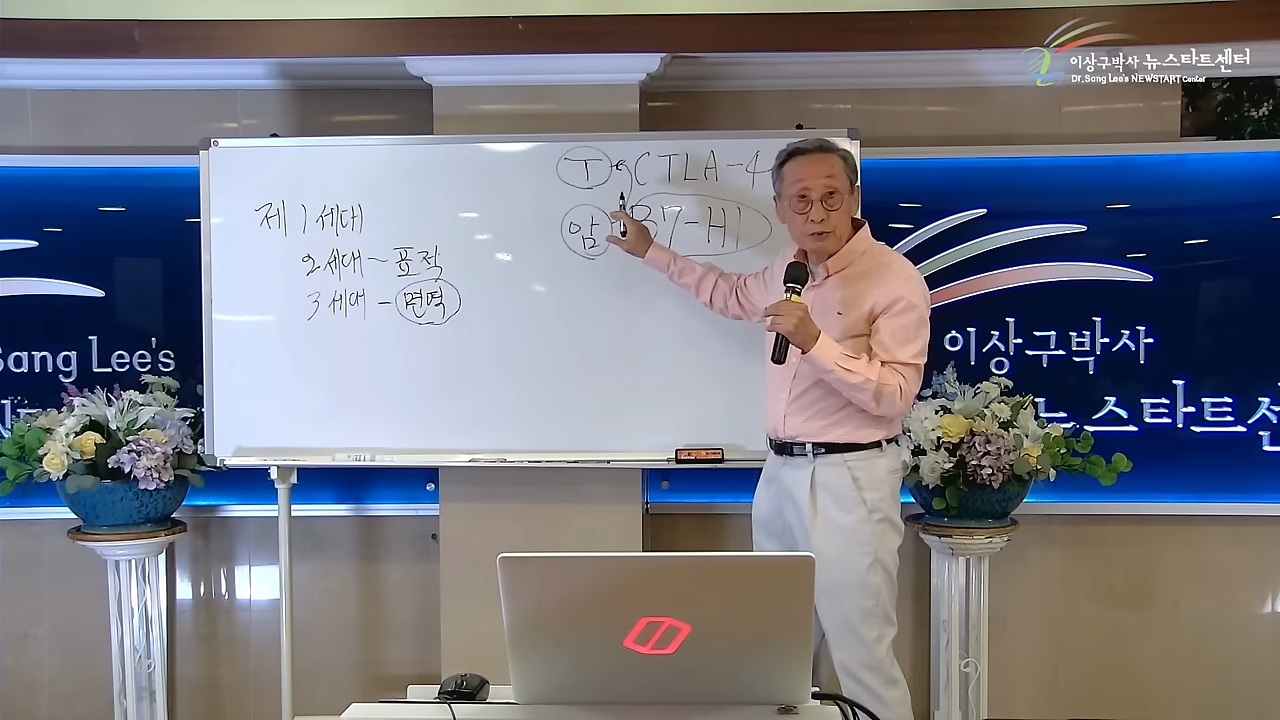 이상구박사 뉴스타트센터
Dr.Sang Lee's NEWSTART Center
T CTLA-4
암 B7-H1
제 1세대
2세대 - 표적
3세대 - 면역
Sang Lee's
이상구박사
뉴스타트센